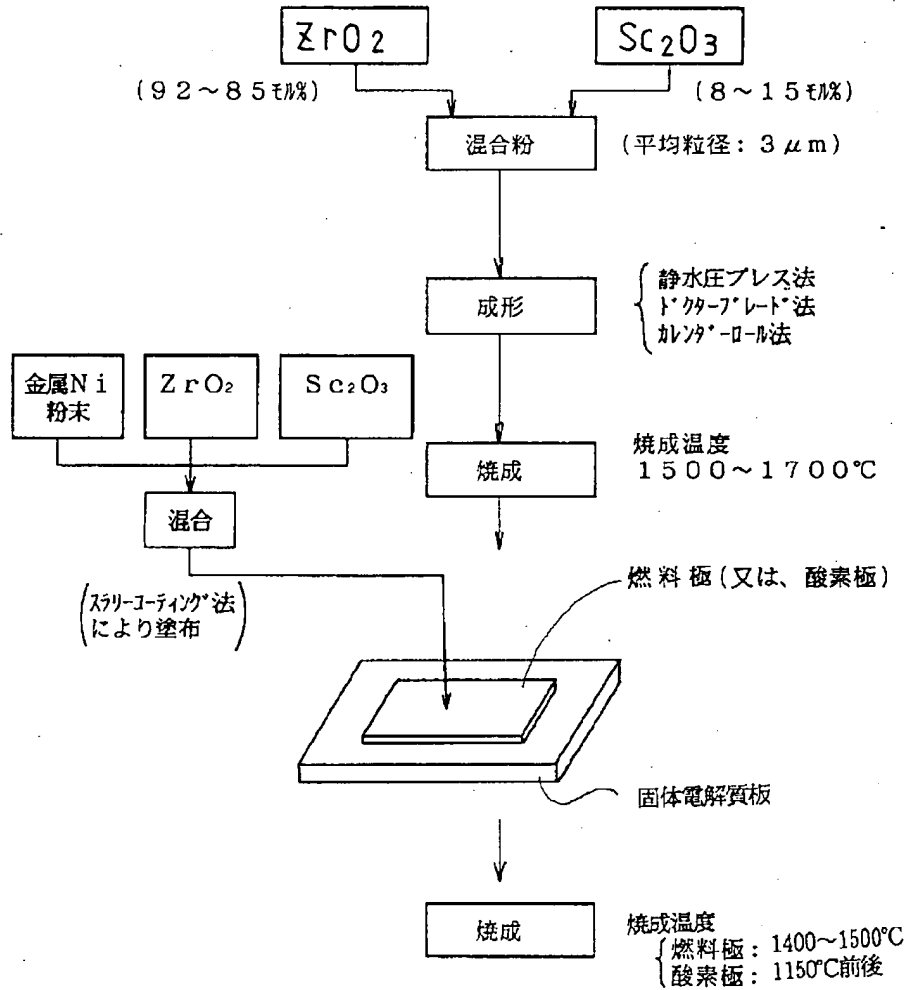 ZrO2
Sc2O3
(92～85ﾓﾙ%)
(8～15ﾓﾙ%)
混合粉
(平均粒径：3μm)
成形
静水圧プレス法
ﾄﾞｸﾀｰﾌﾞﾚｰﾄﾞ法
ｶﾚﾝﾀﾞｰﾛｰﾙ法
金属Ni
粉末
ZrO2
Sc2O3
焼成
焼成温度
1500～1700℃
混合
(ｽﾗﾘｰｺｰﾃｨﾝｸﾞ法
により塗布)
燃料極(又は、酸素極)
固体電解質板
焼成
焼成温度
燃料極：1400～1500℃
酸素極：1150℃前後